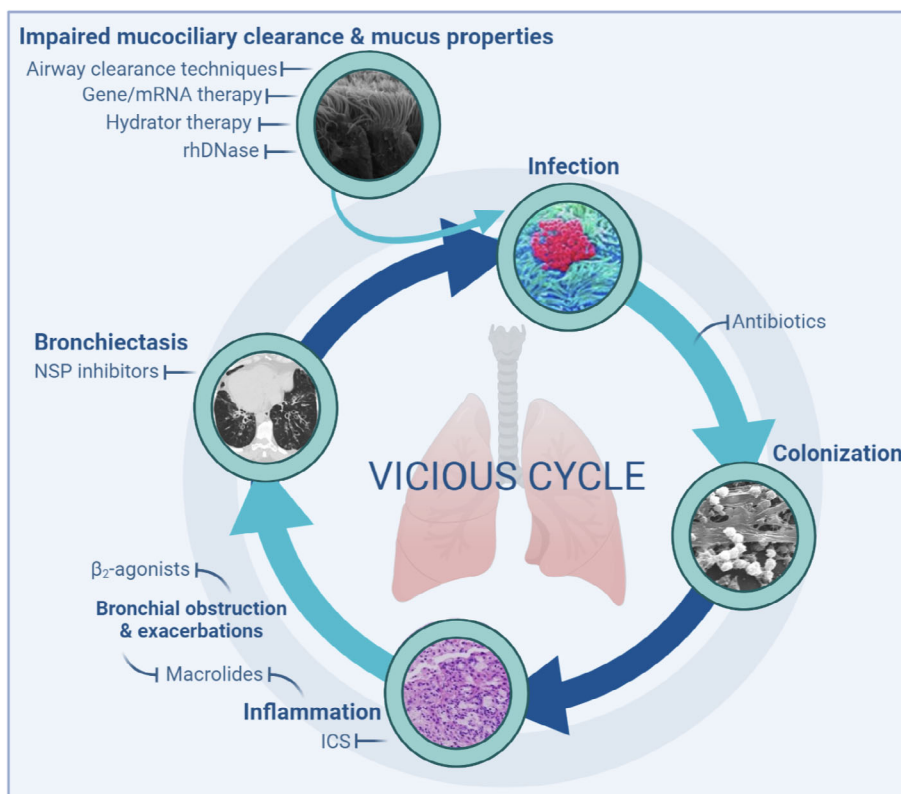 Impaired mucociliary clearance & mucus properties
Airway clearance techniques
Gene/mRNA therapy
Hydrator therapy
rhDNase
Infection
Antibiotics
Bronchiectasis
NSP inhibitors
VICIOUS CYCLE
Colonization
β₂-agonists
Bronchial obstruction
& exacerbations
Macrolides
Inflammation
ICS